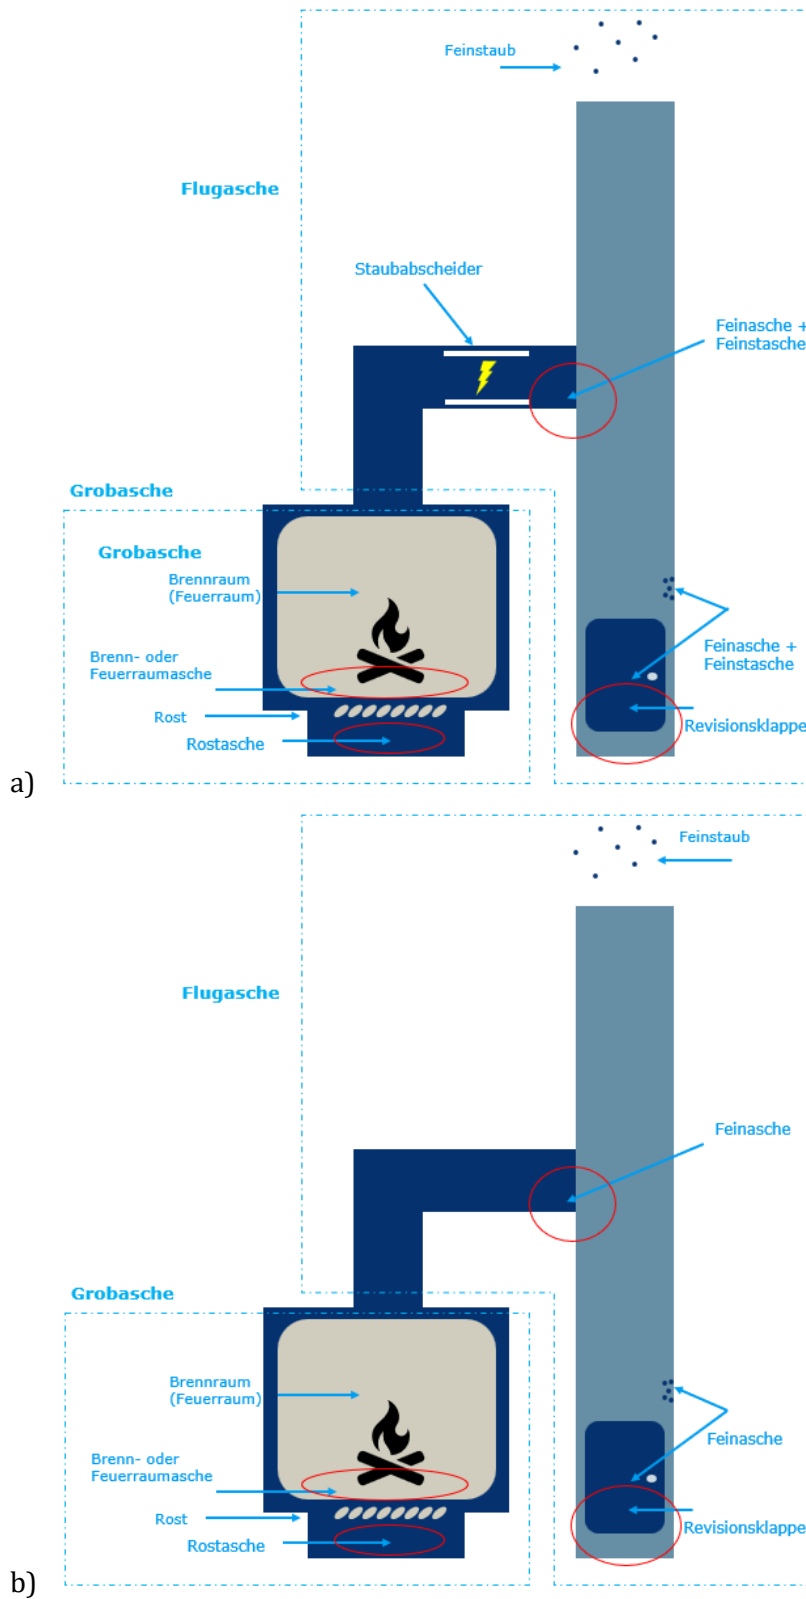 Feinstaub
Flugasche
Staubabscheider
Feinasche +
Feinstasche
Grobasche
Grobasche
Brennraum
(Feuerraum)
Brenn- oder
Feuerraumasche
Feinasche +
Feinstasche
Rost
Revisionsklappe
Rostasche
a)
Feinstaub
Flugasche
Feinasche
Grobasche
Brennraum
(Feuerraum)
Feinasche
Brenn- oder
Feuerraumasche
Rost
Revisionsklappe
Rostasche
b)